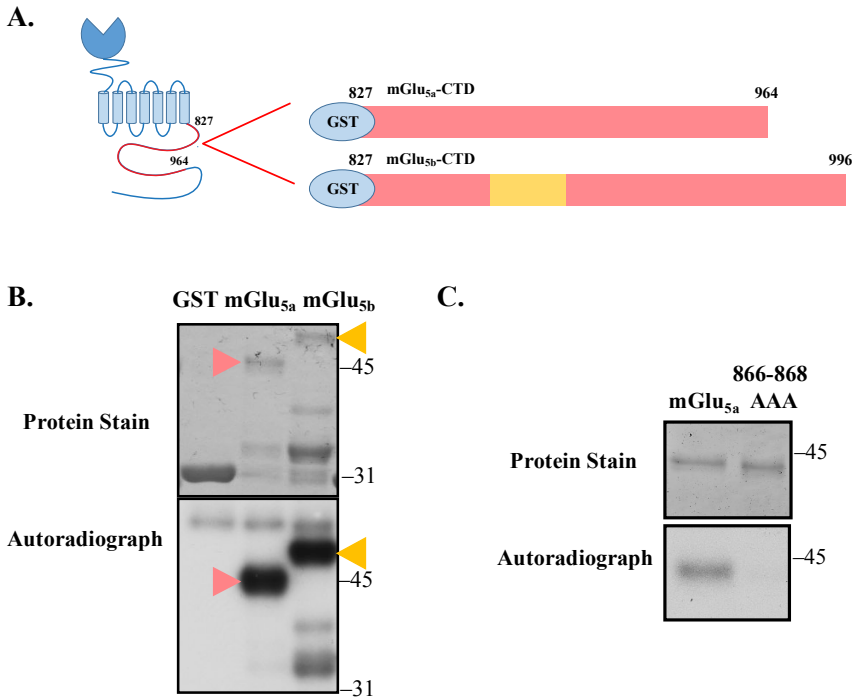 A.
827
964
827
mGlu5a-CTD
964
GST
827
mGlu5b-CTD
996
GST
B.
GST mGlu5a mGlu5b
–45
Protein Stain
–31
Autoradiograph
–45
–31
C.
866-868
mGlu5a AAA
–45
Protein Stain
–45
Autoradiograph